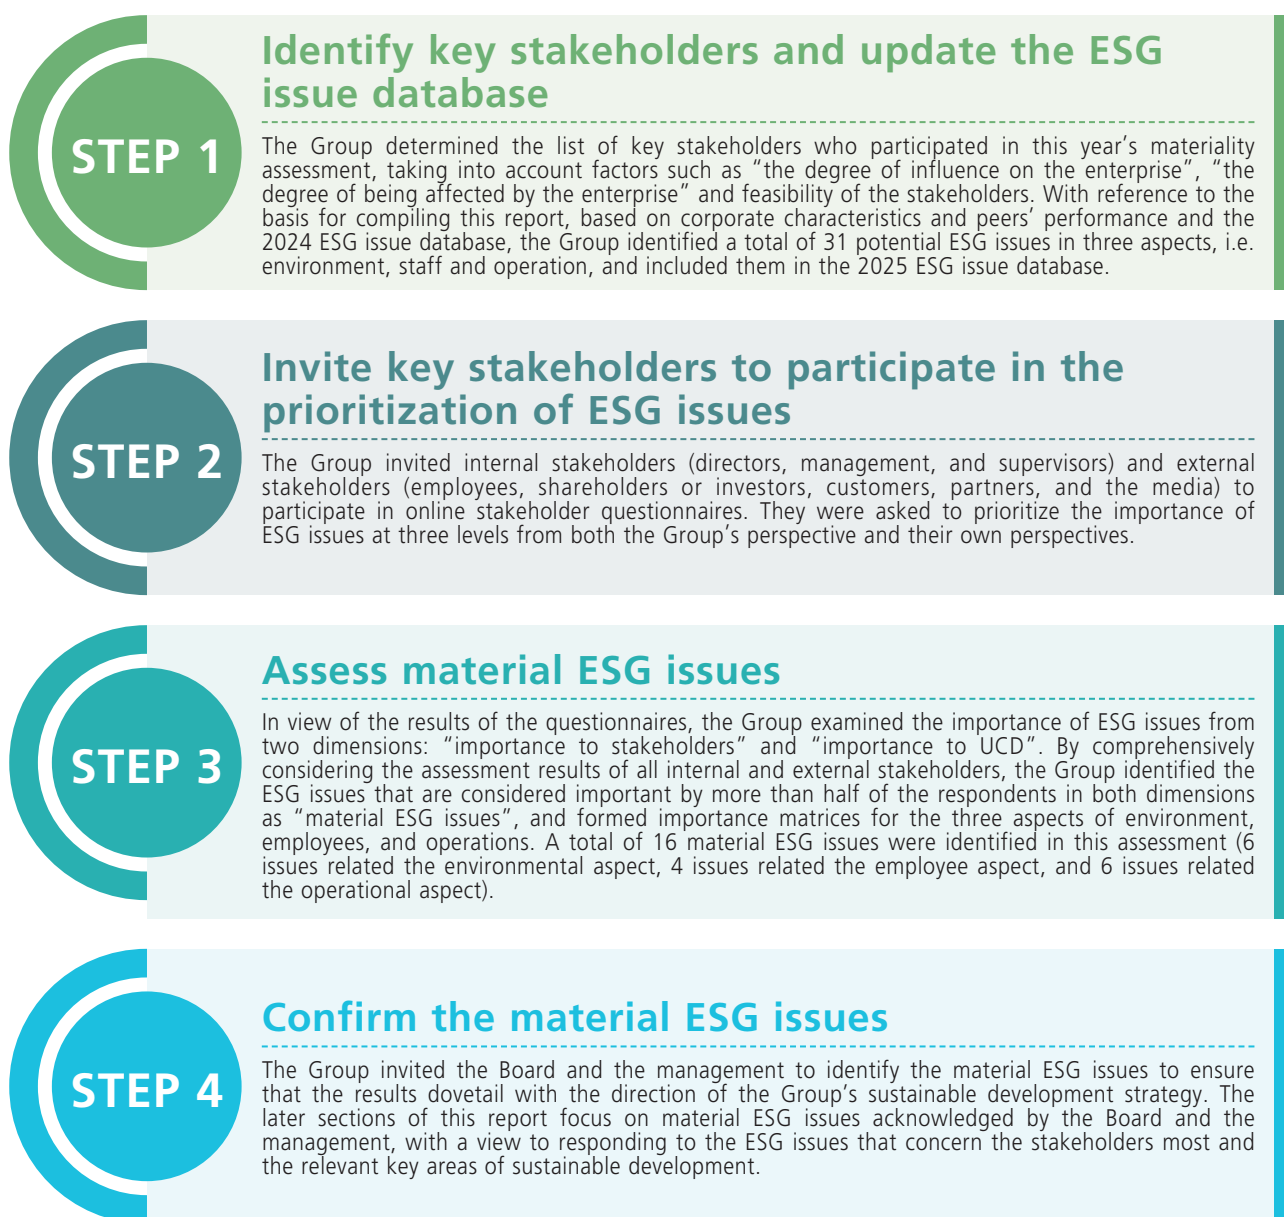 STEP 1
Identify key stakeholders and update the ESG
issue database
The Group determined the list of key stakeholders who participated in this year’s materiality
assessment, taking into account factors such as “the degree of influence on the enterprise”, “the
degree of being affected by the enterprise” and feasibility of the stakeholders. With reference to the
basis for compiling this report, based on corporate characteristics and peers’ performance and the
2024 ESG issue database, the Group identified a total of 31 potential ESG issues in three aspects, i.e.
environment, staff and operation, and included them in the 2025 ESG issue database.
STEP 2
Invite key stakeholders to participate in the
prioritization of ESG issues
The Group invited internal stakeholders (directors, management, and supervisors) and external
stakeholders (employees, shareholders or investors, customers, partners, and the media) to
participate in online stakeholder questionnaires. They were asked to prioritize the importance of
ESG issues at three levels from both the Group’s perspective and their own perspectives.
STEP 3
Assess material ESG issues
In view of the results of the questionnaires, the Group examined the importance of ESG issues from
two dimensions: “importance to stakeholders” and “importance to UCD”. By comprehensively
considering the assessment results of all internal and external stakeholders, the Group identified the
ESG issues that are considered important by more than half of the respondents in both dimensions
as “material ESG issues”, and formed importance matrices for the three aspects of environment,
employees, and operations. A total of 16 material ESG issues were identified in this assessment (6
issues related the environmental aspect, 4 issues related the employee aspect, and 6 issues related
the operational aspect).
STEP 4
Confirm the material ESG issues
The Group invited the Board and the management to identify the material ESG issues to ensure
that the results dovetail with the direction of the Group’s sustainable development strategy. The
later sections of this report focus on material ESG issues acknowledged by the Board and the
management, with a view to responding to the ESG issues that concern the stakeholders most and
the relevant key areas of sustainable development.